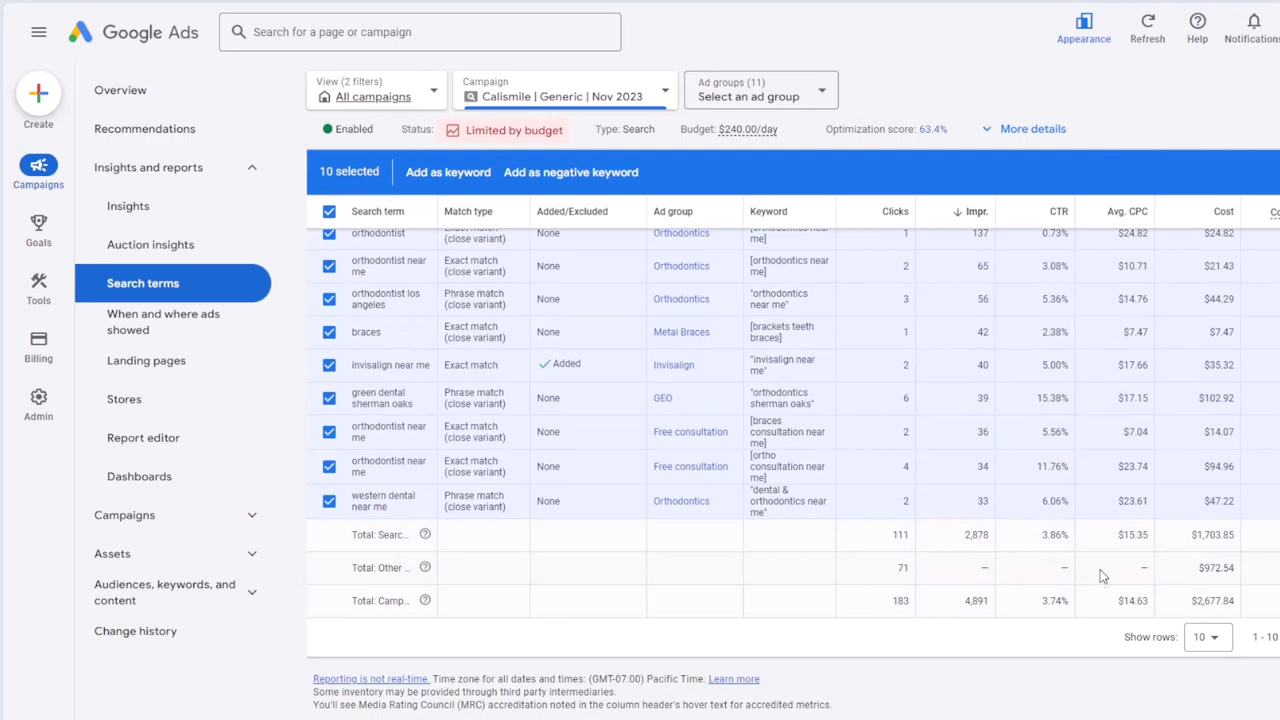 Google Ads
Search for a page or campaign
Appearance
Refresh
Help
Notifications
Create
Campaigns
Goals
Tools
Billing
Admin
Overview
Recommendations
Insights and reports
Insights
Auction insights
Search terms
When and where ads
showed
Landing pages
Stores
Report editor
Dashboards
Campaigns
Assets
Audiences, keywords, and
content
Change history
View (2 filters)
All campaigns
Campaign
Calismile | Generic | Nov 2023
Ad groups (11)
Select an ad group
Enabled
Status:
Limited by budget
Type: Search
Budget: $240.00/day
Optimization score: 63.4%
More details
10 selected
Add as keyword
Add as negative keyword
Search term Match type Added/Excluded Ad group Keyword Clicks Impr. CTR Avg. CPC Cost
orthodontist
Exact match
(close variant)
None
Orthodontics
[orthodontics near
me]
1 137 0.73% $24.82 $24.82
orthodontist near
me
Exact match
(close variant)
None
Orthodontics
[orthodontics near
me]
2 65 3.08% $10.71 $21.43
orthodontist los
angeles
Phrase match
(close variant)
None
Orthodontics
"orthodontics
near me"
3 56 5.36% $14.76 $44.29
braces
Exact match
(close variant)
None
Metal Braces
[brackets teeth
braces]
1 42 2.38% $7.47 $7.47
invisalign near me
Exact match
Added
Invisalign
"invisalign near
me"
2 40 5.00% $17.66 $35.32
green dental
sherman oaks
Phrase match
(close variant)
None
GEO
"orthodontics
sherman oaks"
6 39 15.38% $17.15 $102.92
orthodontist near
me
Exact match
(close variant)
None
Free consultation
[braces
consultation near
me]
2 36 5.56% $7.04 $14.07
orthodontist near
me
Exact match
(close variant)
None
Free consultation
[ortho
consultation near
me]
4 34 11.76% $23.74 $94.96
western dental
near me
Phrase match
(close variant)
None
Orthodontics
"dental &
orthodontics near
me"
2 33 6.06% $23.61 $47.22
Total: Searc... 111 2,878 3.86% $15.35 $1,703.85
Total: Other ... 71 – – – $972.54
Total: Camp... 183 4,891 3.74% $14.63 $2,677.84
Show rows: 10 1 - 10
Reporting is not real-time. Time zone for all dates and times: (GMT-07:00) Pacific Time. Learn more
Some inventory may be provided through third party intermediaries.
You'll see Media Rating Council (MRC) accreditation noted in the column header's hover text for accredited metrics.